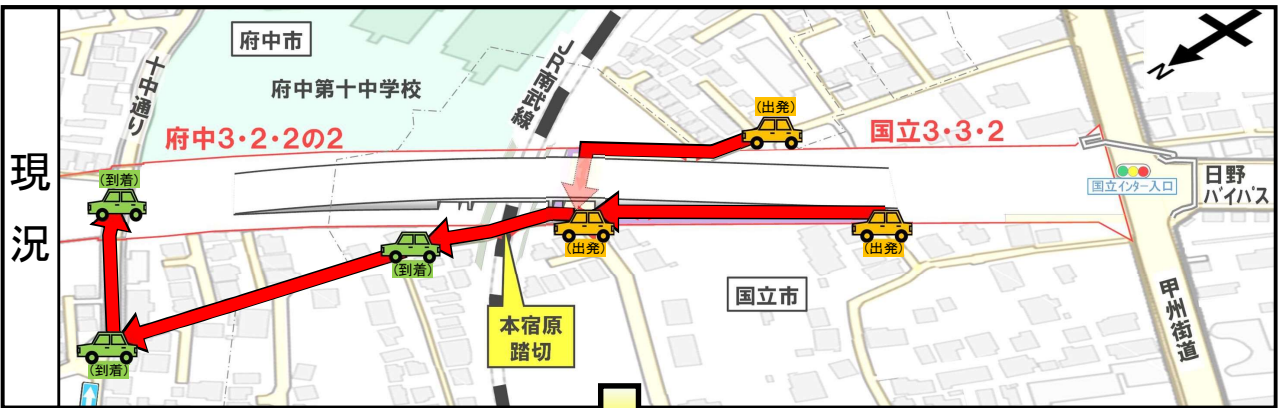 現況
府中市
十中通り
府中第十中学校
JR南武線
府中3・2・2の2
国立3・3・2
(出発)
(到着)
国立インター入口
日野
バイパス
(到着)
(出発)
(出発)
国立市
本宿原
踏切
甲州街道
(到着)
N